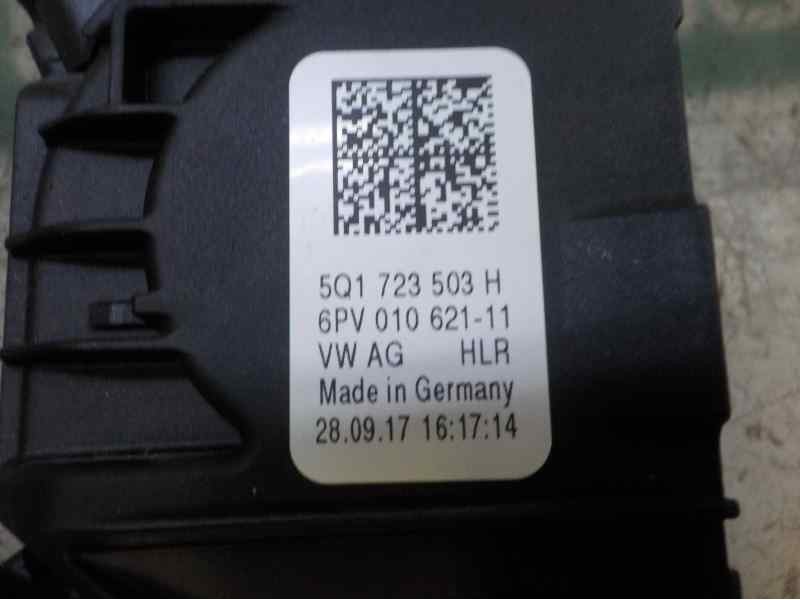 5Q1 723 503 H
6PV 010 621-11
VW AG HLR
Made in Germany
28.09.17 16:17:14